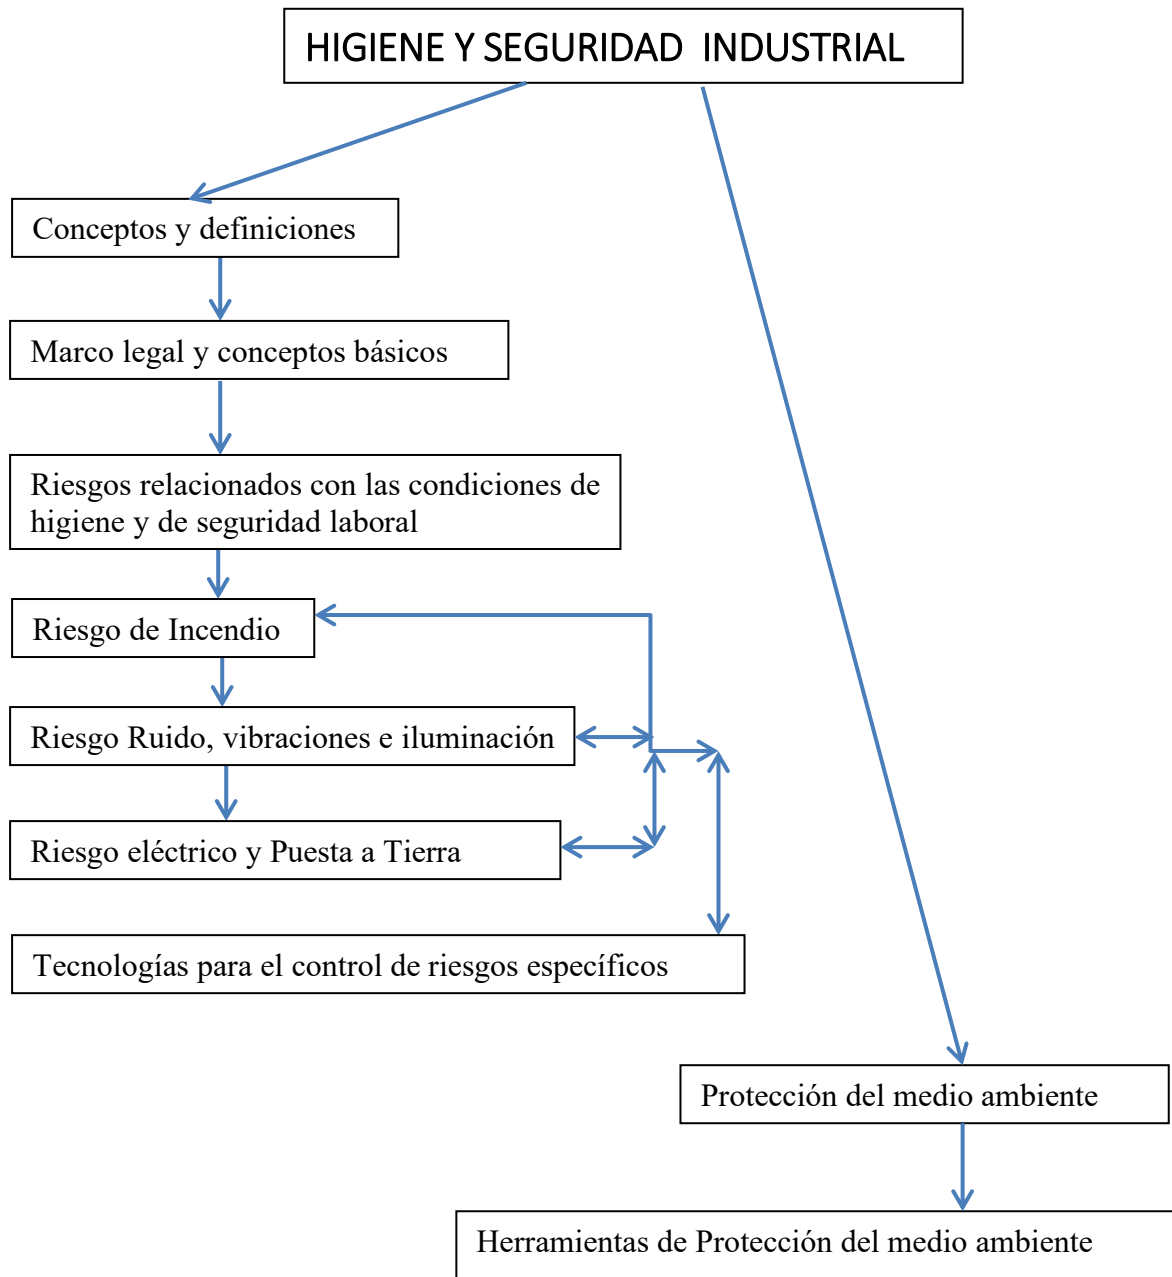 HIGIENE Y SEGURIDAD INDUSTRIAL
Conceptos y definiciones
Marco legal y conceptos básicos
Riesgos relacionados con las condiciones de
higiene y de seguridad laboral
Riesgo de Incendio
Riesgo Ruido, vibraciones e iluminación
Riesgo eléctrico y Puesta a Tierra
Tecnologías para el control de riesgos específicos
Protección del medio ambiente
Herramientas de Protección del medio ambiente